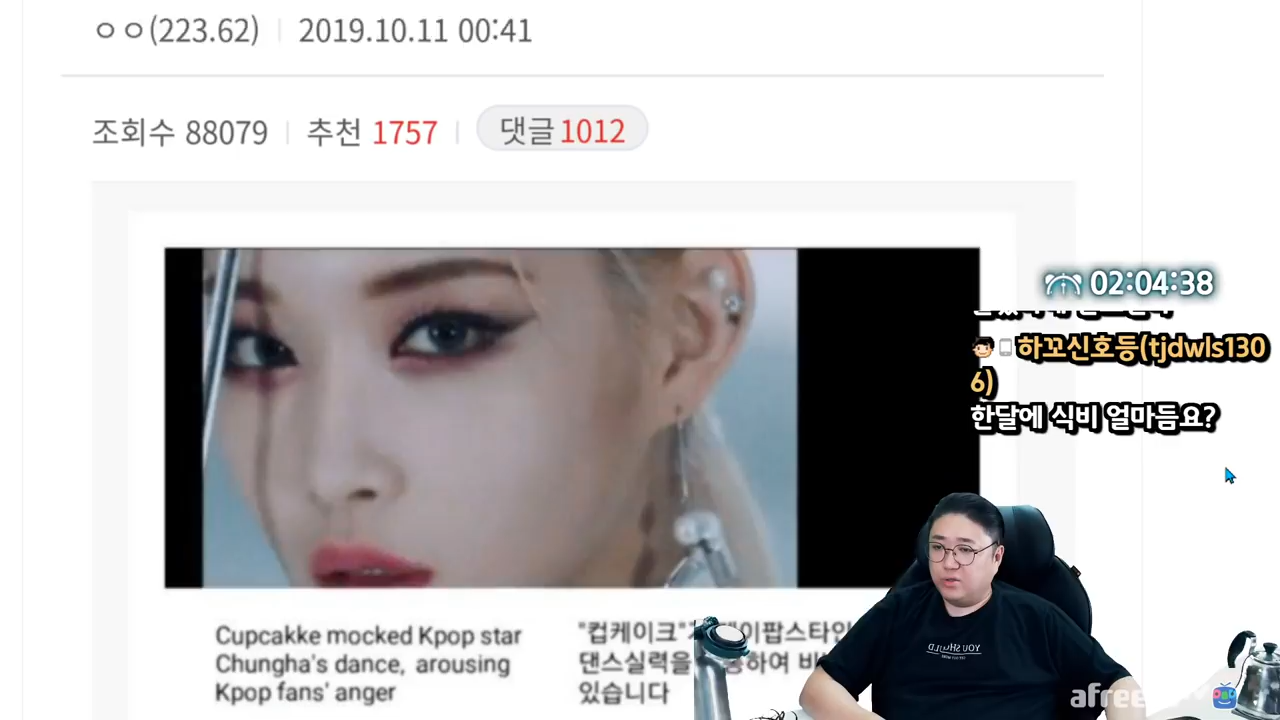 ㅇㅇ(223.62) 2019.10.11 00:41
조회수 88079 추천 1757 댓글 1012
02:04:38
하꼬신호등(tjdwls130
6)
한달에 식비 얼마듬요?
Cupcakke mocked Kpop star
Chungha's dance, arousing
Kpop fans' anger
"컵케이크"
댄스실력을
있습니다
YOU SHOULD
afree